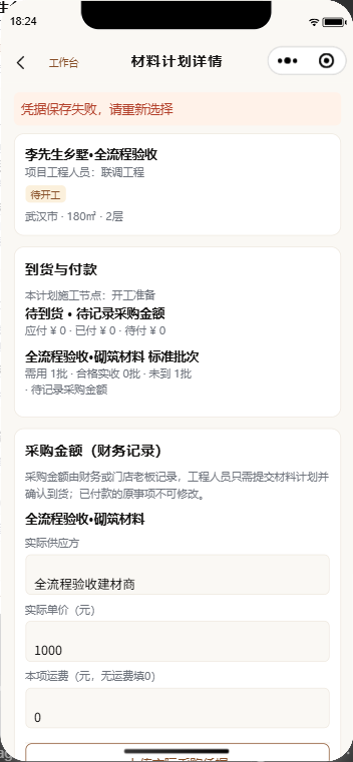 18:24
工作台
材料计划详情
凭据保存失败，请重新选择
李先生乡墅·全流程验收
项目工程人员：联调工程
待开工
武汉市 · 180㎡ · 2层
到货与付款
本计划施工节点：开工准备
待到货 · 待记录采购金额
应付 ¥ 0 · 已付 ¥ 0 · 待付 ¥ 0
全流程验收·砌筑材料 标准批次
需用 1批 · 合格实收 0批 · 未到 1批
· 待记录采购金额
采购金额（财务记录）
采购金额由财务或门店老板记录，工程人员只需提交材料计划并
确认到货；已付款的原事项不可修改。
全流程验收·砌筑材料
实际供应方
全流程验收建材商
实际单价（元）
1000
本项运费（元，无运费填0）
0